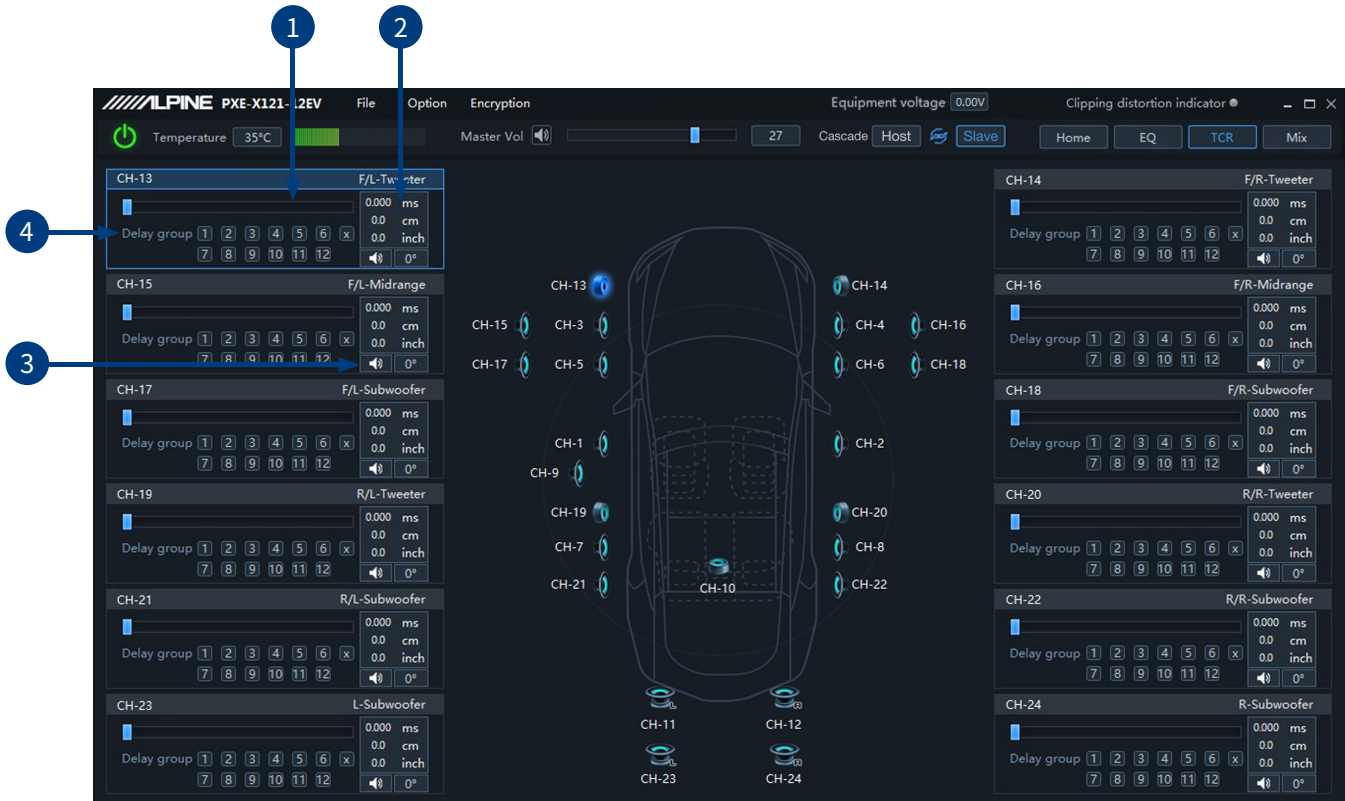 1 2
ALPINE PXE-X121-12EV File Option Encryption Equipment voltage 0.00V Clipping distortion indicator
Temperature 35°C Master Vol 27 Cascade Host Slave Home EQ TCR Mix
CH-13 F/L-Tweeter
0.000 ms
0.0 cm
4 Delay group 1 2 3 4 5 6 x 0.0 inch
7 8 9 10 11 12 0°
CH-15 F/L-Midrange
0.000 ms
0.0 cm
Delay group 1 2 3 4 5 6 x 0.0 inch
3 7 8 9 10 11 12 0°
CH-17 F/L-Subwoofer
0.000 ms
0.0 cm
Delay group 1 2 3 4 5 6 x 0.0 inch
7 8 9 10 11 12 0°
CH-19 R/L-Tweeter
0.000 ms
0.0 cm
Delay group 1 2 3 4 5 6 x 0.0 inch
7 8 9 10 11 12 0°
CH-21 R/L-Subwoofer
0.000 ms
0.0 cm
Delay group 1 2 3 4 5 6 x 0.0 inch
7 8 9 10 11 12 0°
CH-23 L-Subwoofer
0.000 ms
0.0 cm
Delay group 1 2 3 4 5 6 x 0.0 inch
7 8 9 10 11 12 0°
CH-13 CH-14
CH-15 CH-3 CH-4 CH-16
CH-17 CH-5 CH-6 CH-18
CH-1 CH-2
CH-9
CH-19 CH-20
CH-7 CH-8
CH-21 CH-10 CH-22
L R
CH-11 CH-12
L R
CH-23 CH-24
CH-14 F/R-Tweeter
0.000 ms
0.0 cm
Delay group 1 2 3 4 5 6 x 0.0 inch
7 8 9 10 11 12 0°
CH-16 F/R-Midrange
0.000 ms
0.0 cm
Delay group 1 2 3 4 5 6 x 0.0 inch
7 8 9 10 11 12 0°
CH-18 F/R-Subwoofer
0.000 ms
0.0 cm
Delay group 1 2 3 4 5 6 x 0.0 inch
7 8 9 10 11 12 0°
CH-20 R/R-Tweeter
0.000 ms
0.0 cm
Delay group 1 2 3 4 5 6 x 0.0 inch
7 8 9 10 11 12 0°
CH-22 R/R-Subwoofer
0.000 ms
0.0 cm
Delay group 1 2 3 4 5 6 x 0.0 inch
7 8 9 10 11 12 0°
CH-24 R-Subwoofer
0.000 ms
0.0 cm
Delay group 1 2 3 4 5 6 x 0.0 inch
7 8 9 10 11 12 0°